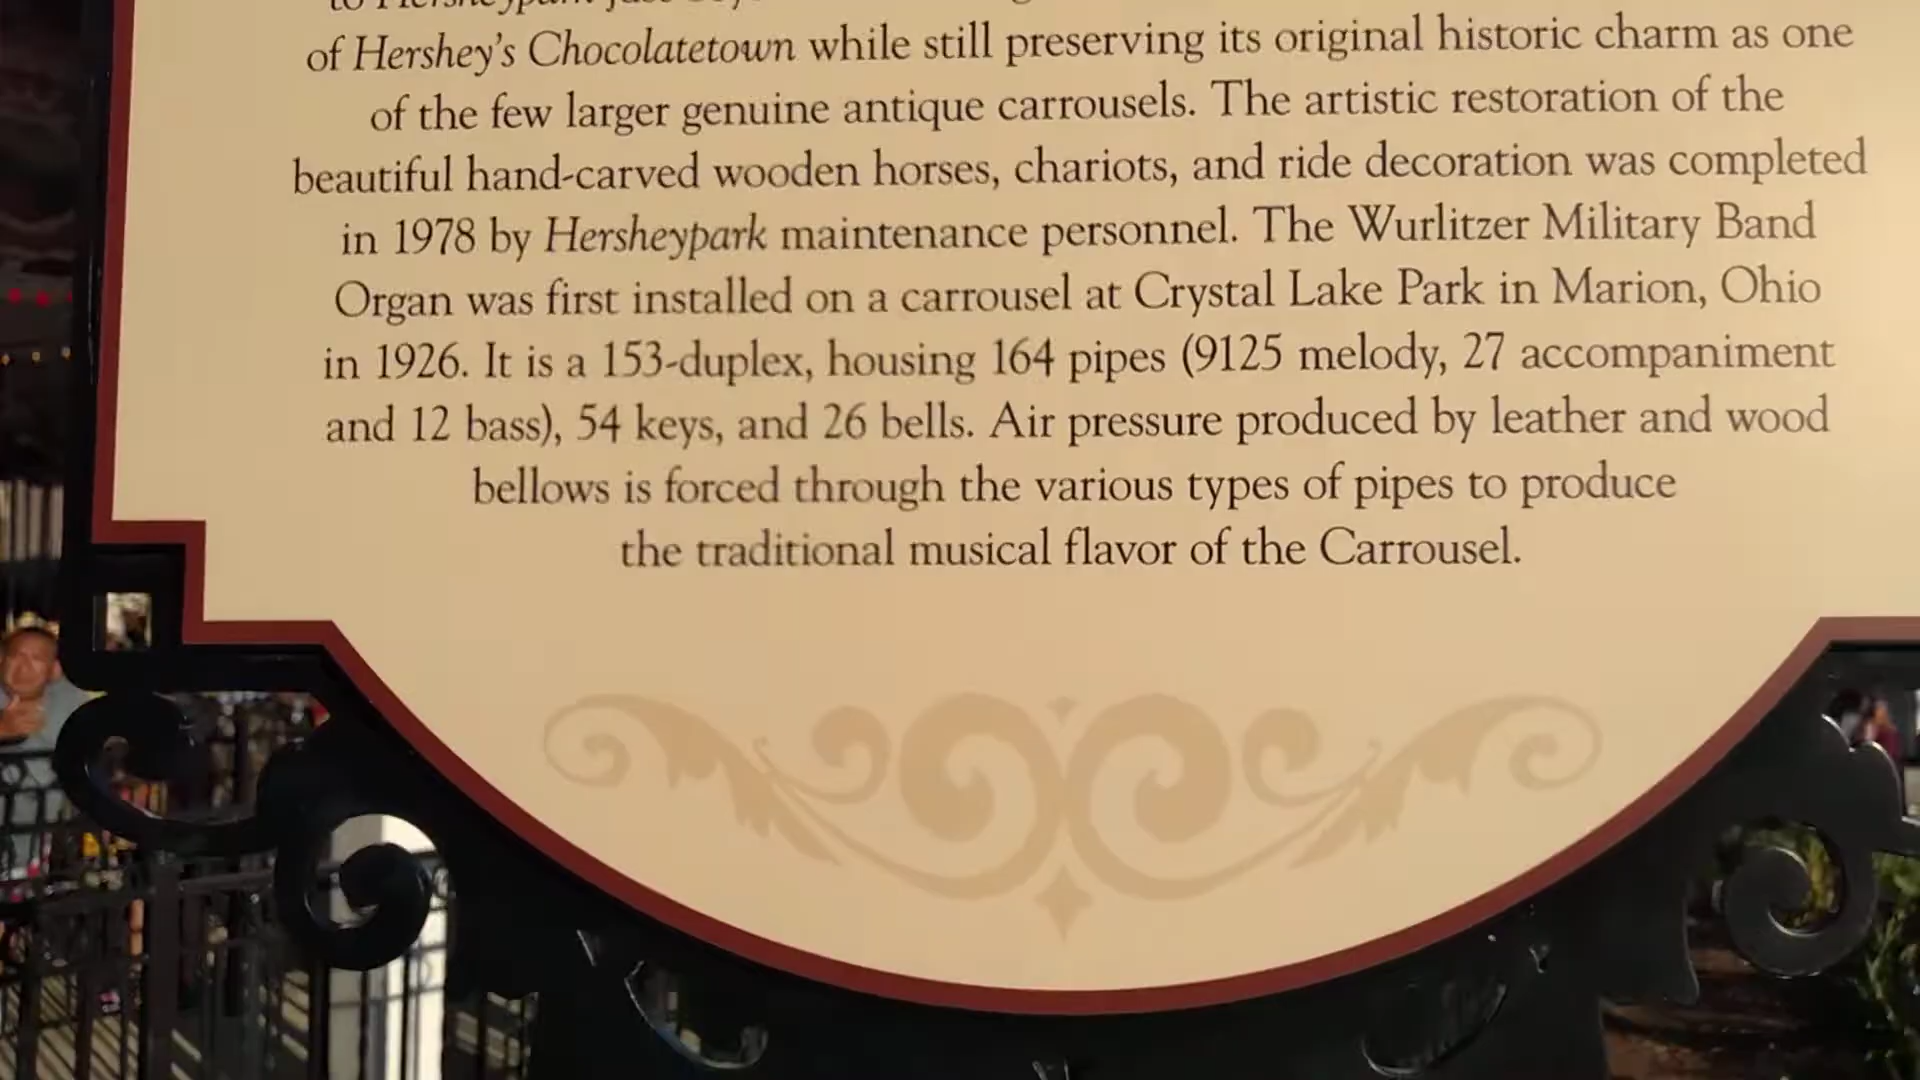 to Hersheypark just
of Hershey's Chocolatetown while still preserving its original historic charm as one
of the few larger genuine antique carrousels. The artistic restoration of the
beautiful hand-carved wooden horses, chariots, and ride decoration was completed
in 1978 by Hersheypark maintenance personnel. The Wurlitzer Military Band
Organ was first installed on a carrousel at Crystal Lake Park in Marion, Ohio
in 1926. It is a 153-duplex, housing 164 pipes (9125 melody, 27 accompaniment
and 12 bass), 54 keys, and 26 bells. Air pressure produced by leather and wood
bellows is forced through the various types of pipes to produce
the traditional musical flavor of the Carrousel.